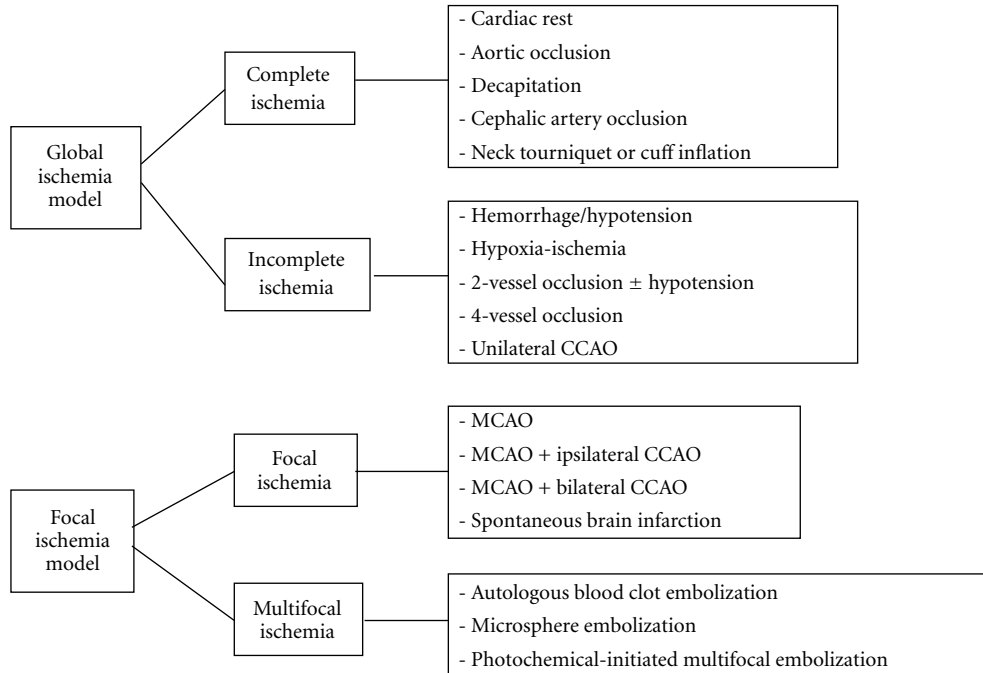 Global
ischemia
model
Complete
ischemia
- Cardiac rest
- Aortic occlusion
- Decapitation
- Cephalic artery occlusion
- Neck tourniquet or cuff inflation
Incomplete
ischemia
- Hemorrhage/hypotension
- Hypoxia-ischemia
- 2-vessel occlusion ± hypotension
- 4-vessel occlusion
- Unilateral CCAO
Focal
ischemia
model
Focal
ischemia
- MCAO
- MCAO + ipsilateral CCAO
- MCAO + bilateral CCAO
- Spontaneous brain infarction
Multifocal
ischemia
- Autologous blood clot embolization
- Microsphere embolization
- Photochemical-initiated multifocal embolization